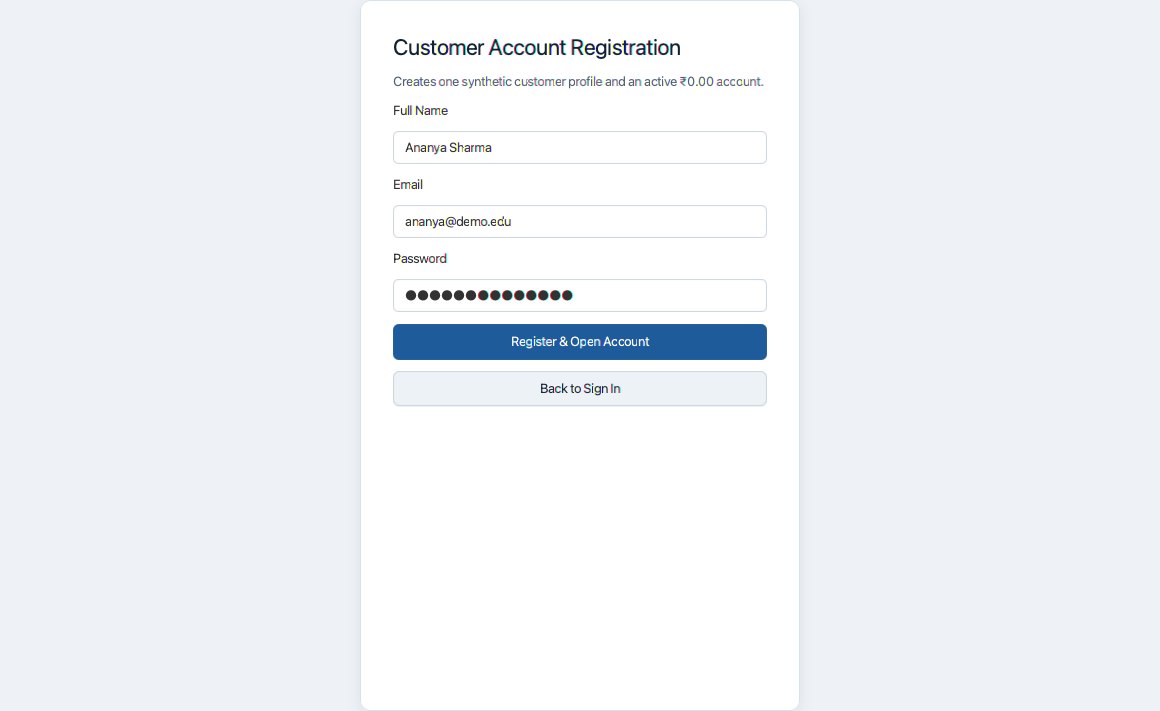 Customer Account Registration
Creates one synthetic customer profile and an active ₹0.00 account.
Full Name
Ananya Sharma
Email
ananya@demo.edu
Password
●●●●●●●●●●●●●●
Register & Open Account
Back to Sign In